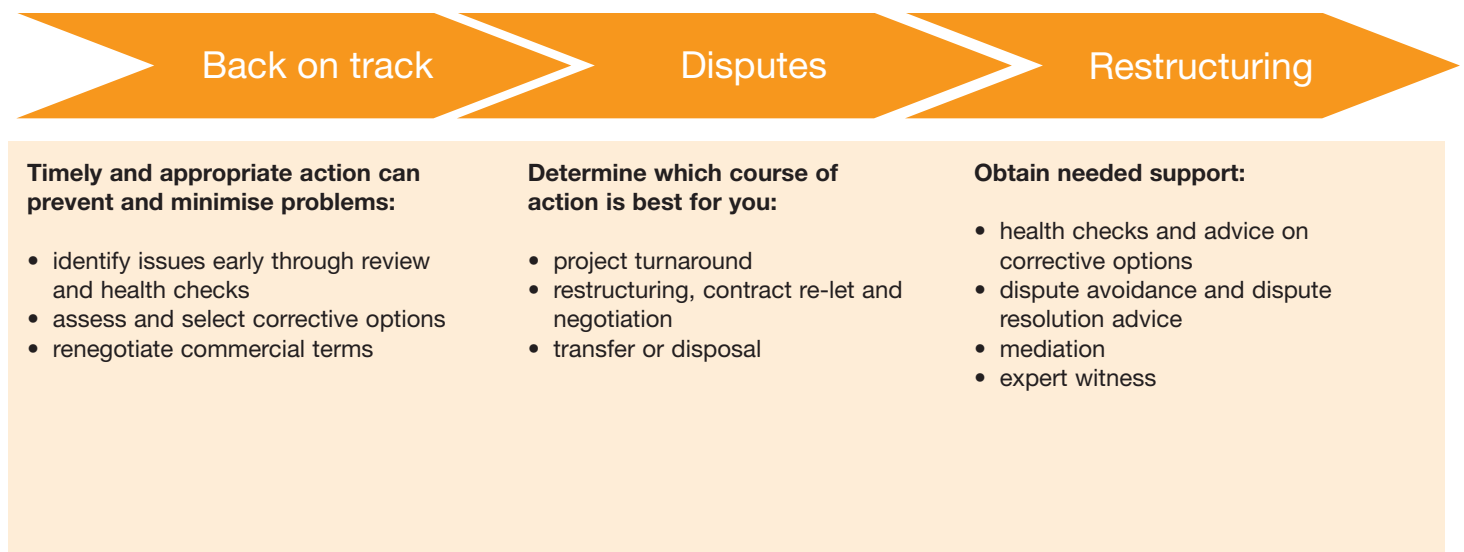 Back on track
Disputes
Restructuring
Timely and appropriate action can
prevent and minimise problems:
• identify issues early through review
and health checks
• assess and select corrective options
• renegotiate commercial terms
Determine which course of
action is best for you:
• project turnaround
• restructuring, contract re-let and
negotiation
• transfer or disposal
Obtain needed support:
• health checks and advice on
corrective options
• dispute avoidance and dispute
resolution advice
• mediation
• expert witness